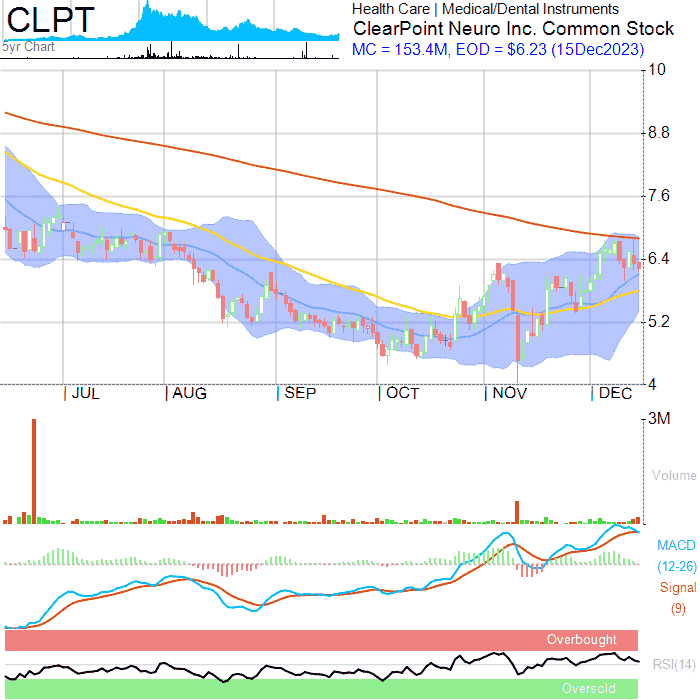 CLPT
5yr Chart
Health Care | Medical/Dental Instruments
ClearPoint Neuro Inc. Common Stock
MC = 153.4M, EOD = $6.23 (15Dec2023)
10
8.8
7.6
6.4
5.2
4
JUL
AUG
SEP
OCT
NOV
DEC
3M
Volume
MACD
(12-26)
Signal
(9)
Overbought
RSI(14)
Oversold